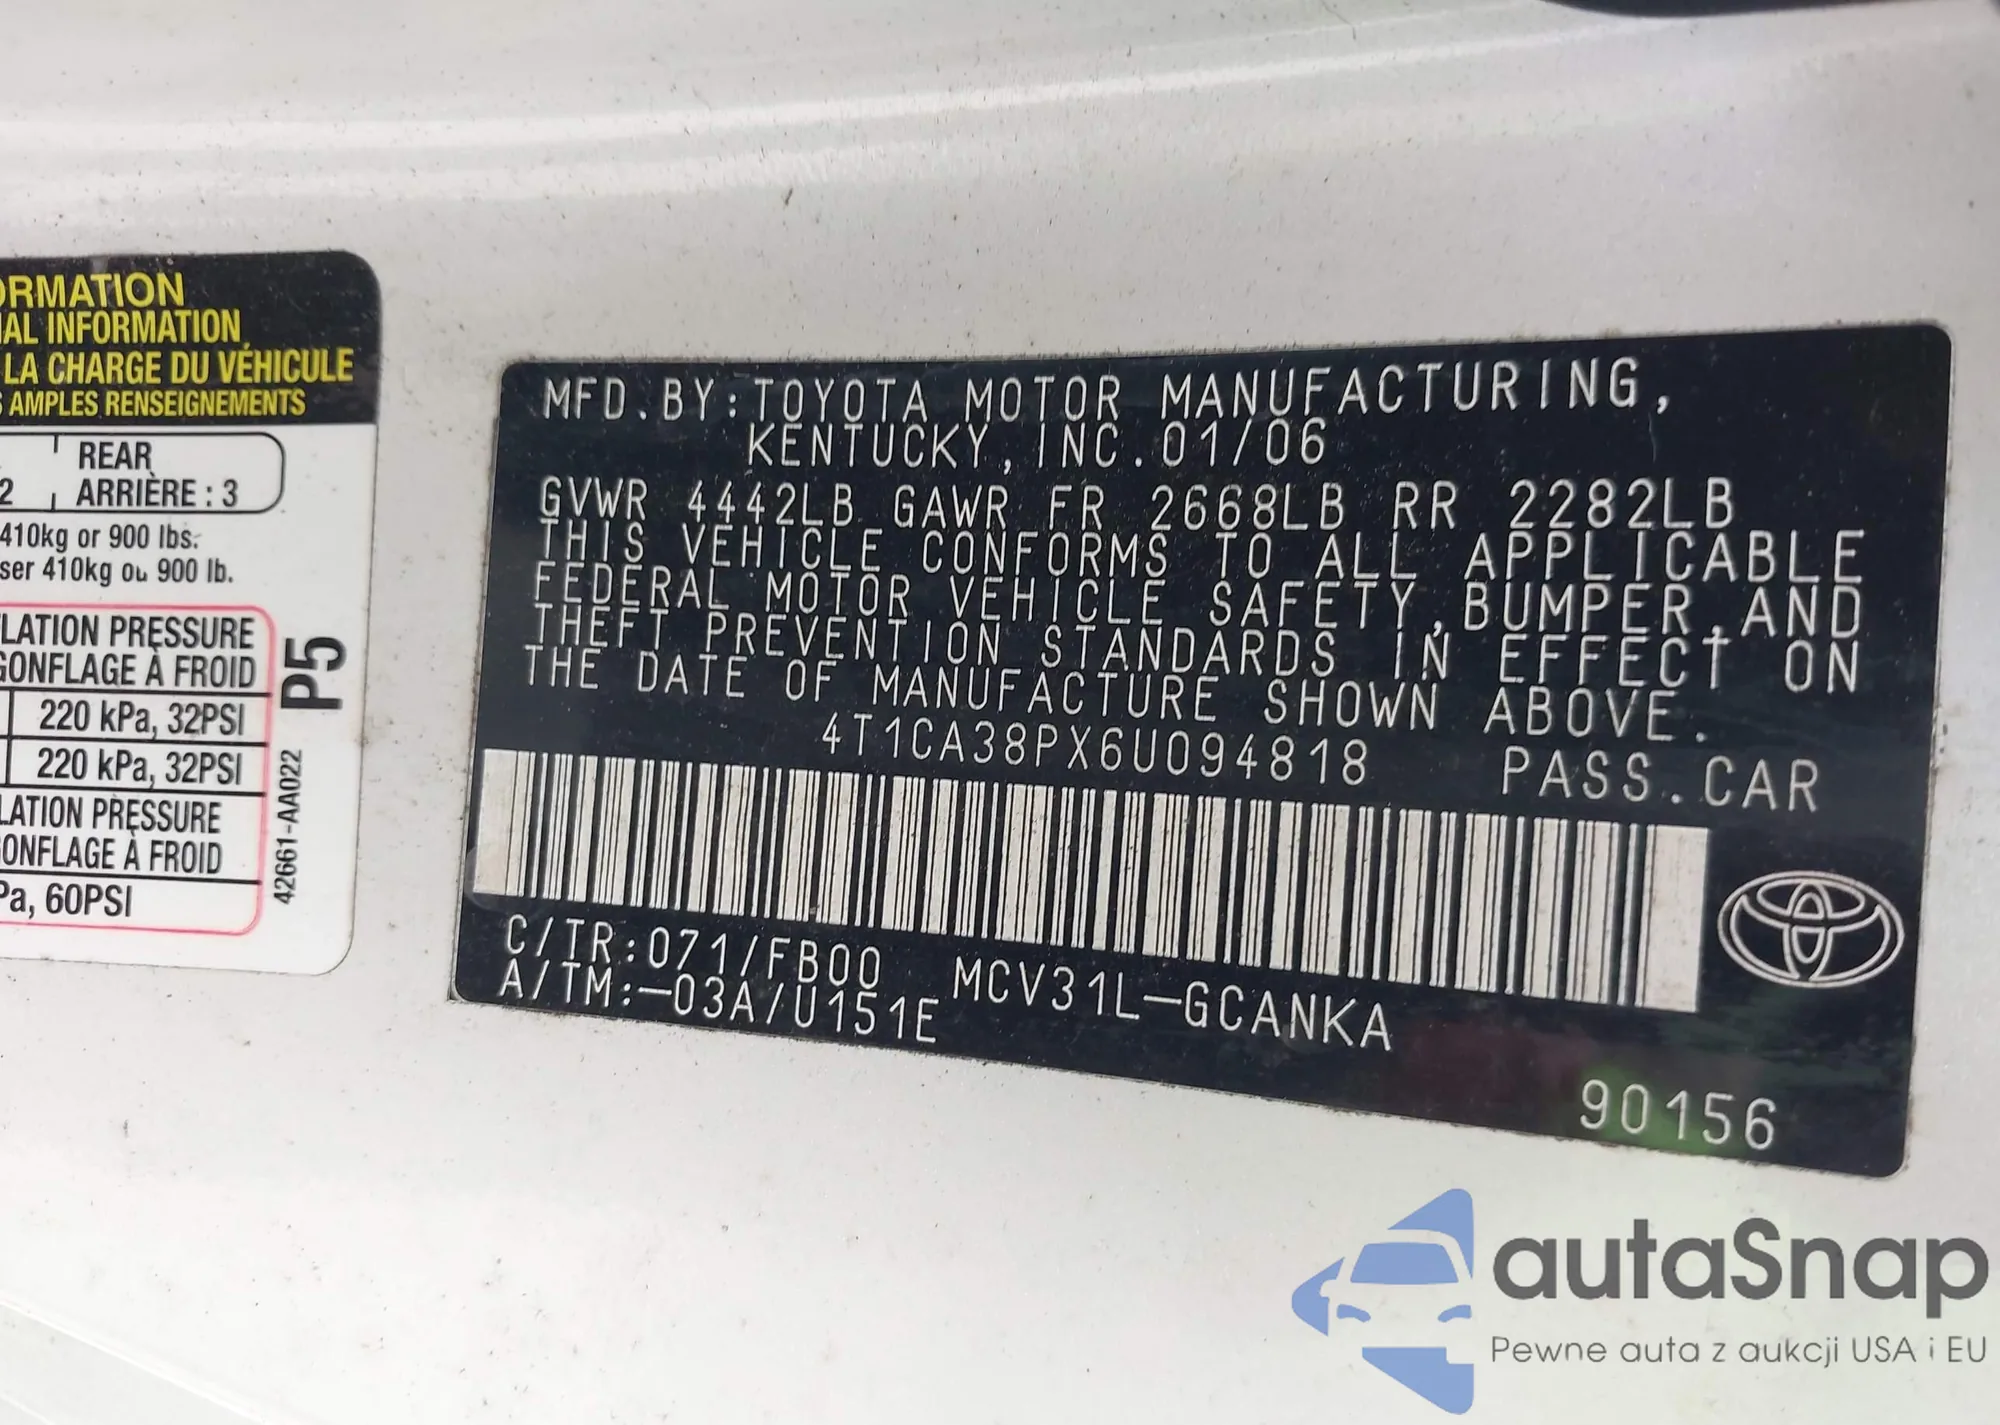 ORMATION
AL INFORMATION
LA CHARGE DU VÉHICULE
AMPLES RENSEIGNEMENTS
2 REAR
ARRIÈRE : 3
410kg or 900 lbs.
ser 410kg ou 900 lb.
LATION PRESSURE
GONFLAGE À FROID
220 kPa, 32PSI
220 kPa, 32PSI
LATION PRESSURE
ONFLAGE À FROID
Pa, 60PSI
P5
42661-AA022
MFD.BY:TOYOTA MOTOR MANUFACTURING,
KENTUCKY,INC.01/06
GVWR 4442LB GAWR FR 2668LB RR 2282LB
THIS VEHICLE CONFORMS TO ALL APPLICABLE
FEDERAL MOTOR VEHICLE SAFETY,BUMPER,AND
THEFT PREVENTION STANDARDS IN EFFECT ON
THE DATE OF MANUFACTURE SHOWN ABOVE.
4T1CA38PX6U094818 PASS.CAR
C/TR:071/FB00 MCV31L-GCANKA
A/TM:-03A/U151E
90156
autaSnap
Pewne auta z aukcji USA i EU